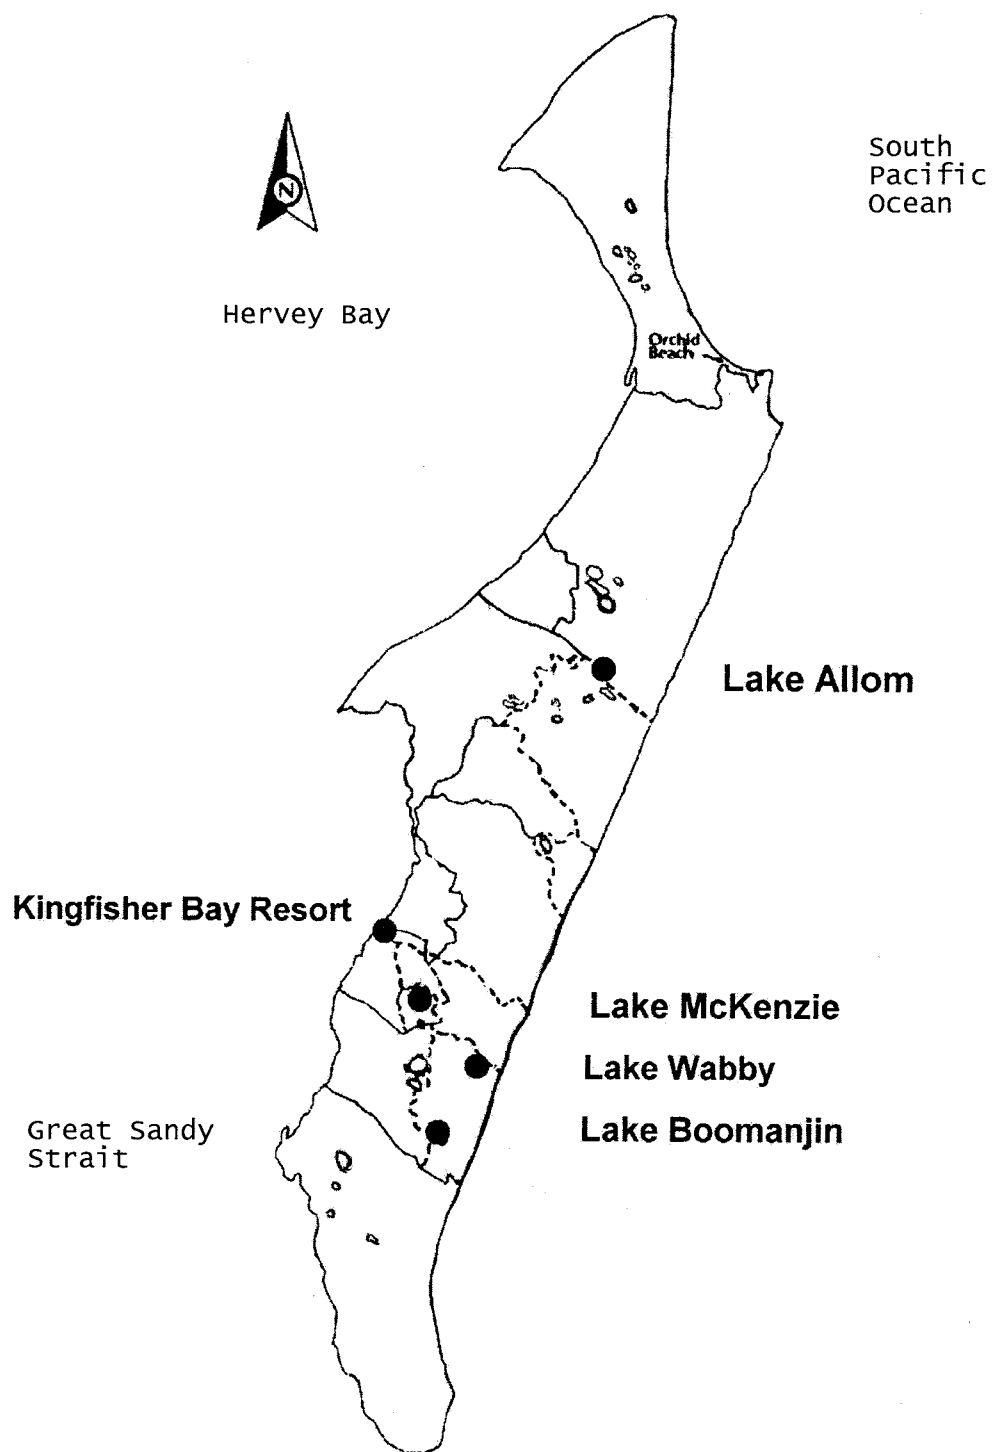 South
Pacific
Ocean
N
Hervey Bay
Orchid
Beach
Lake Allom
Kingfisher Bay Resort
Lake McKenzie
Lake Wabby
Lake Boomanjin
Great Sandy
Strait